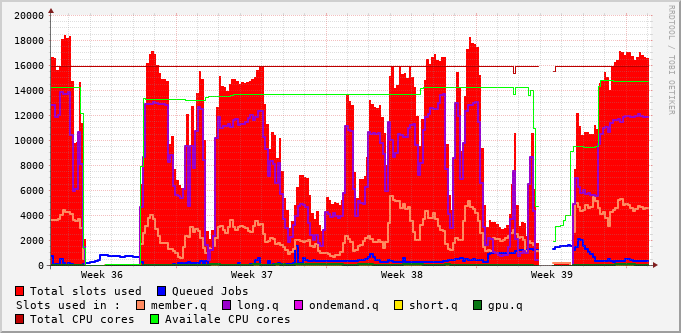 20000
18000
16000
14000
12000
10000
8000
6000
4000
2000
0
Week 36 Week 37 Week 38 Week 39
Total slots used Queued Jobs
Slots used in : member.q long.q ondemand.q short.q gpu.q
Total CPU cores Availale CPU cores
RRDTOOL / TOBI OETIKER